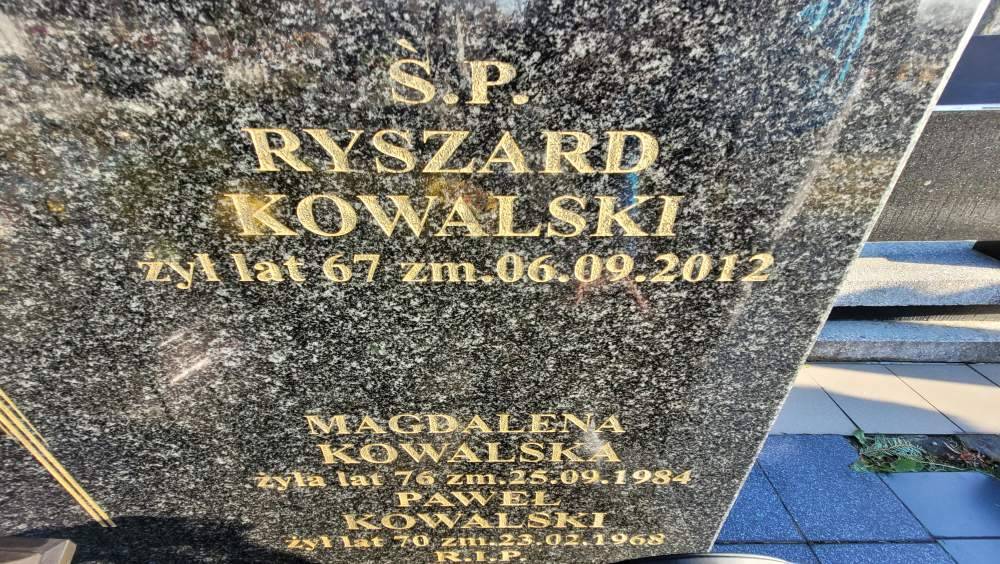 Ś.P.
RYSZARD
KOWALSKI
żył lat 67 zm.06.09.2012
MAGDALENA
KOWALSKA
żyła lat 76 zm.25.09.1984
PAWEŁ
KOWALSKI
żył lat 70 zm.23.02.1968
R.I.P.